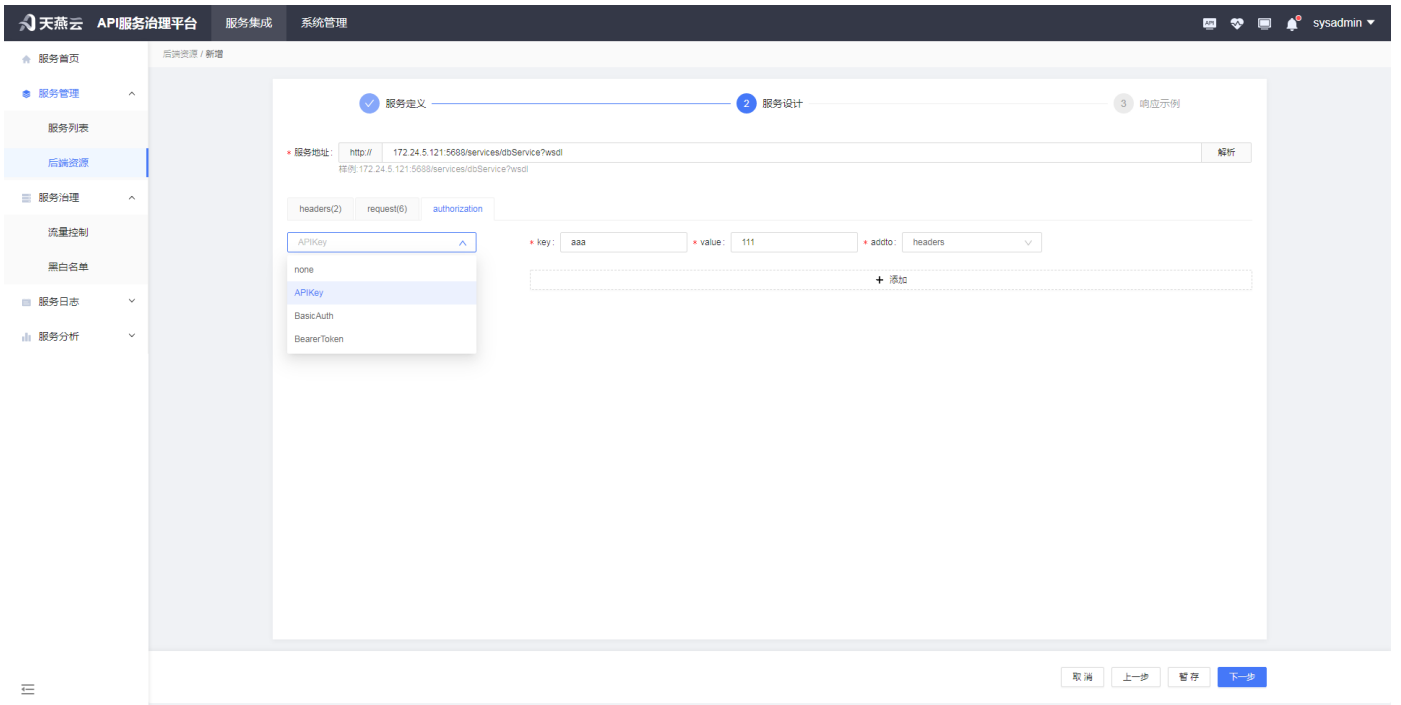 天燕云 API服务治理平台 服务集成 系统管理 API sysadmin
服务首页
服务管理
服务列表
后端资源
服务治理
流量控制
黑白名单
服务日志
服务分析
后端资源 / 新增
服务定义 2 服务设计 3 响应示例
* 服务地址: http:// 172.24.5.121:5688/services/dbService?wsdl 解析
样例:172.24.5.121:5688/services/dbService?wsdl
headers(2) request(6) authorization
APIKey * key: aaa * value: 111 * addto: headers
none
APIKey
BasicAuth
BearerToken
+ 添加
取消 上一步 暂存 下一步